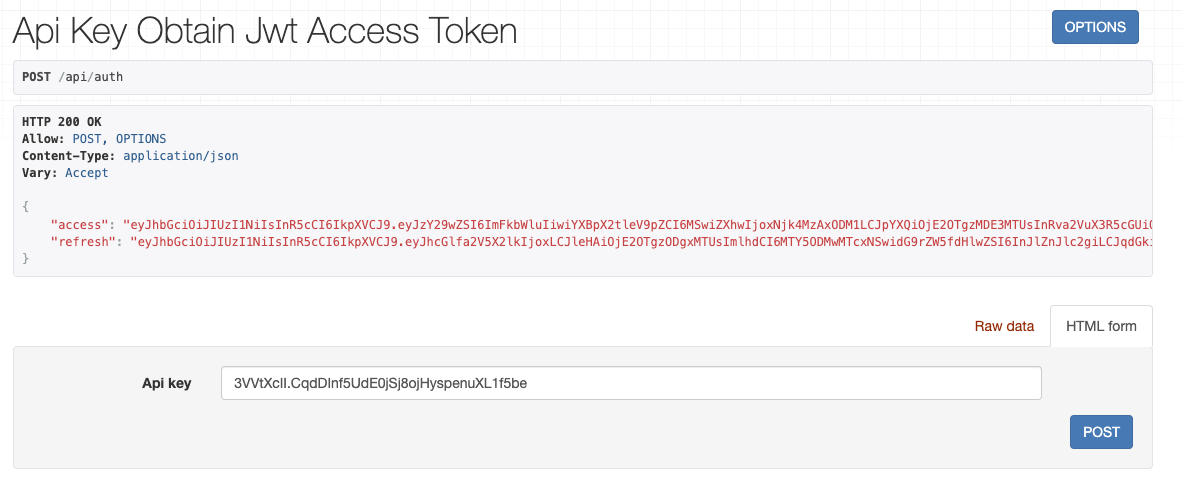 Api Key Obtain Jwt Access Token
OPTIONS
POST /api/auth
HTTP 200 OK
Allow: POST, OPTIONS
Content-Type: application/json
Vary: Accept
{
"access": "eyJhbGciOiJIUzI1NiIsInR5cCI6IkpXVCJ9.eyJzY29wZSI6ImFkbWluIiwiYXBpX2tleV9pZCI6MSwiZXhwIjoxNjk4MzAxODM1LCJpYXQiOjE2OTgzMDE3MTUsInRva2VuX3R5cGUiO
"refresh": "eyJhbGciOiJIUzI1NiIsInR5cCI6IkpXVCJ9.eyJhcGlfa2V5X2lkIjoxLCJleHAiOjE2OTgzODgxMTUsImlhdCI6MTY5ODMwMTcxNSwidG9rZW5fdHlwZSI6InJlZnJlc2giLCJqdGki
}
Raw data
HTML form
Api key
3VVtXcII.CqdDInf5UdE0jSj8ojHyspenuXL1f5be
POST